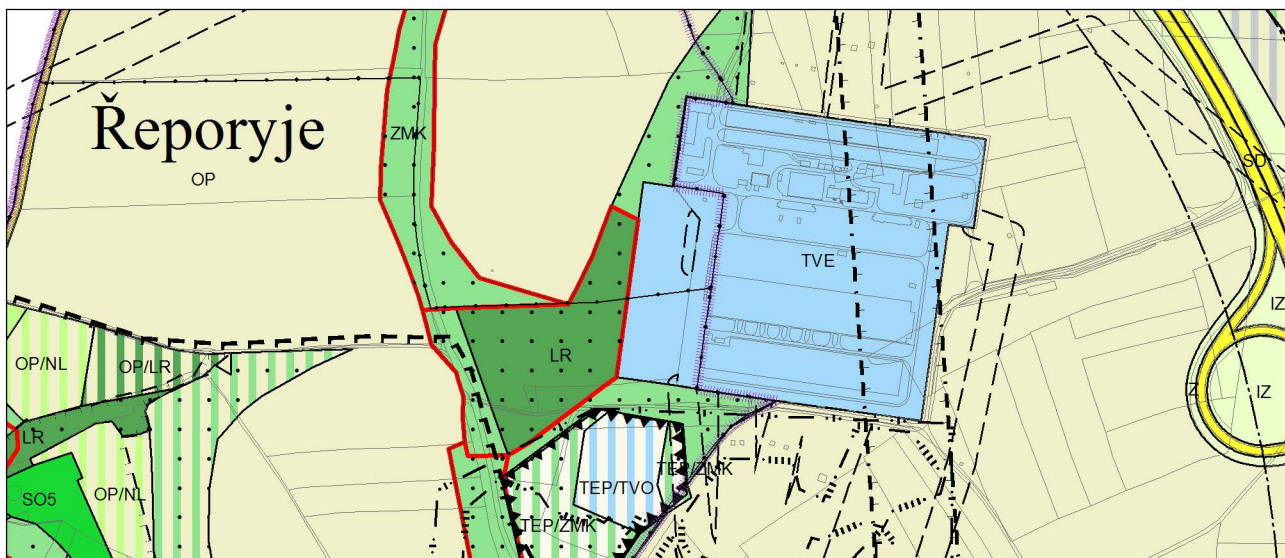 Řeporyje
OP
ZMK
SD
TVE
IZ
LR
OP/NL
OP/LR
IZ
IZ
LR
OP/NL
SO5
TEP/ZMK
TEP/TVO
TEP/ZMK